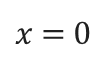 x = 0